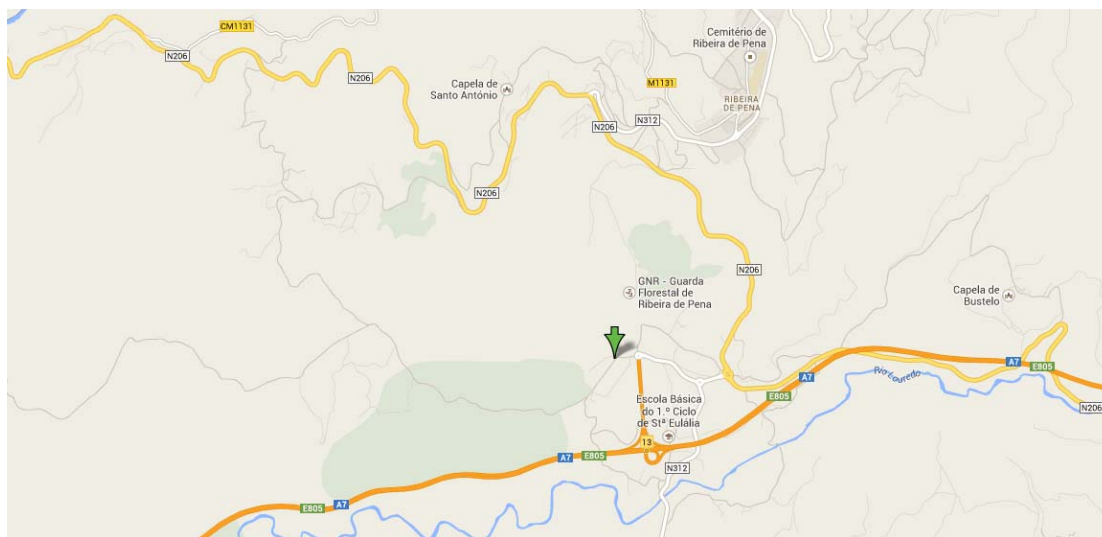 CM1131
N206
N206
Capela de
Santo António
Cemitério de
Ribeira de Pena
M1131
RIBEIRA
DE PENA
N312
N206
N206
N206
GNR - Guarda
Florestal de
Ribeira de Pena
Capela de
Bustelo
A7
E805
Rio Louredo
A7
E805
N206
Escola Básica
do 1.º Ciclo
de Stª Eulália
13
A7
E805
N312
E805
A7